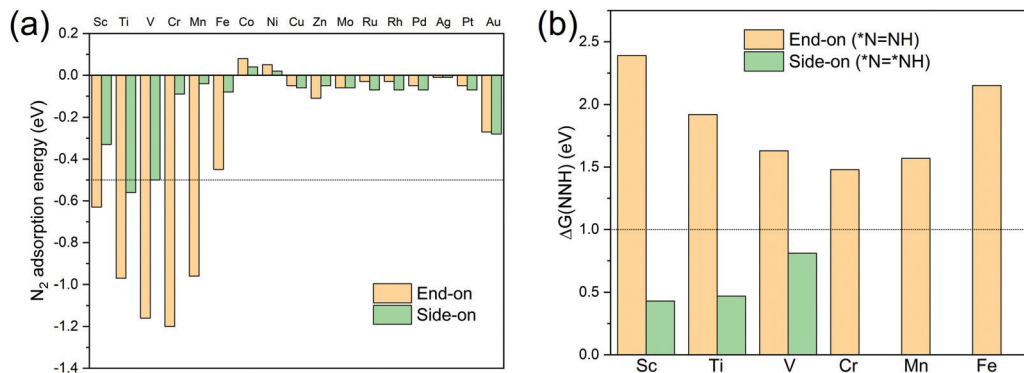 (a)
Sc Ti V Cr Mn Fe Co Ni Cu Zn Mo Ru Rh Pd Ag Pt Au
0.2
0.0
-0.2
-0.4
-0.6
-0.8
-1.0
-1.2
-1.4
N₂ adsorption energy (eV)
End-on
Side-on
(b)
End-on (*N=NH)
Side-on (*N=*NH)
2.5
2.0
1.5
1.0
0.5
0.0
ΔG(NNH) (eV)
Sc Ti V Cr Mn Fe